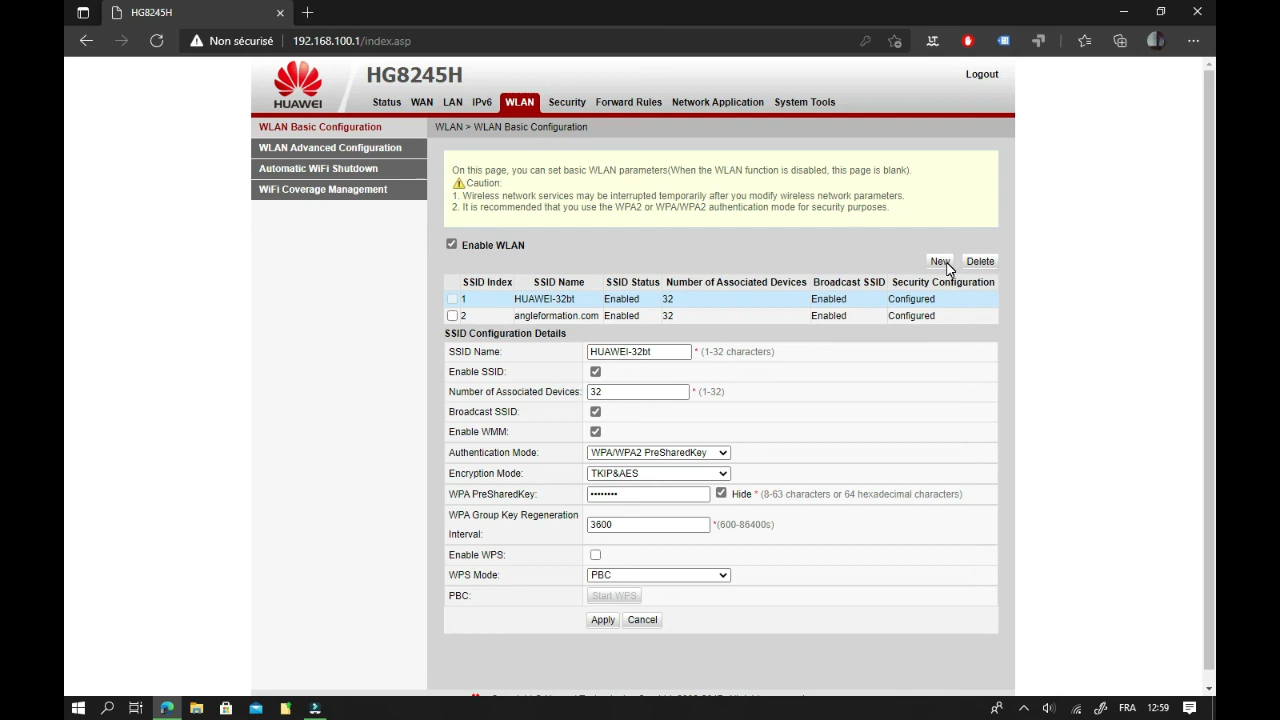 HG8245H
Non sécurisé 192.168.100.1/index.asp
HUAWEI
HG8245H
Logout
Status WAN LAN IPv6 WLAN Security Forward Rules Network Application System Tools
WLAN Basic Configuration
WLAN Advanced Configuration
Automatic WiFi Shutdown
WiFi Coverage Management
WLAN > WLAN Basic Configuration
On this page, you can set basic WLAN parameters(When the WLAN function is disabled, this page is blank).
Caution:
1. Wireless network services may be interrupted temporarily after you modify wireless network parameters.
2. It is recommended that you use the WPA2 or WPA/WPA2 authentication mode for security purposes.
Enable WLAN
New Delete
SSID Index SSID Name SSID Status Number of Associated Devices Broadcast SSID Security Configuration
1 HUAWEI-32bt Enabled 32 Enabled Configured
2 angleformation.com Enabled 32 Enabled Configured
SSID Configuration Details
SSID Name: HUAWEI-32bt * (1-32 characters)
Enable SSID:
Number of Associated Devices: 32 * (1-32)
Broadcast SSID:
Enable WMM:
Authentication Mode: WPA/WPA2 PreSharedKey
Encryption Mode: TKIP&AES
WPA PreSharedKey: •••••••• Hide * (8-63 characters or 64 hexadecimal characters)
WPA Group Key Regeneration
Interval: 3600 *(600-86400s)
Enable WPS:
WPS Mode: PBC
PBC: Start WPS
Apply Cancel
FRA 12:59